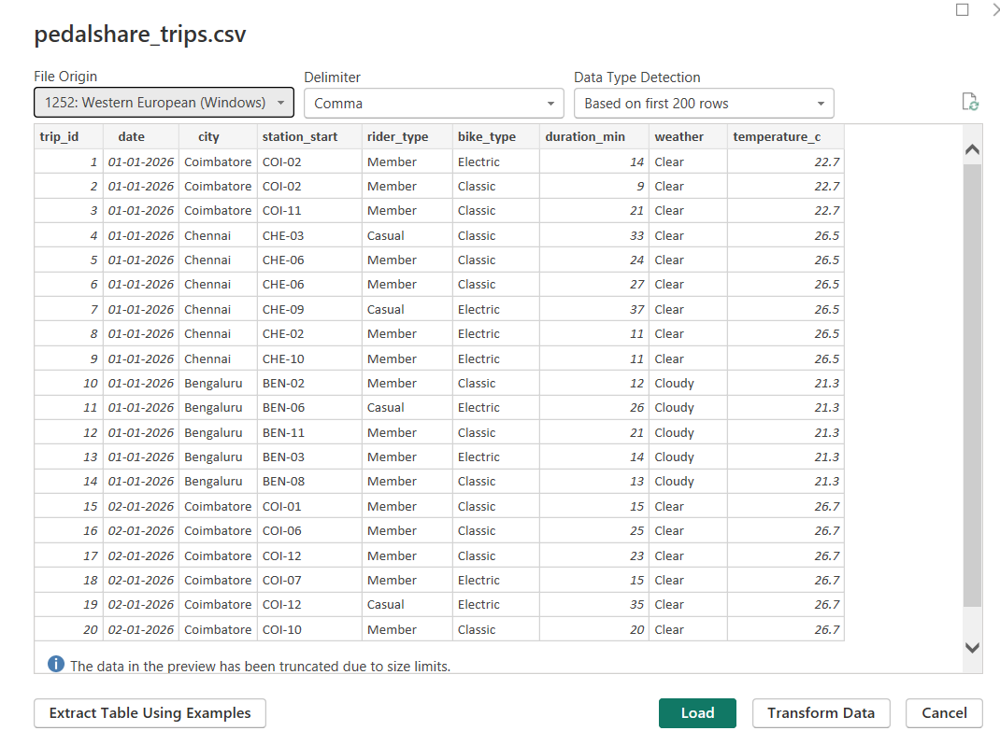 pedalshare_trips.csv
File Origin Delimiter Data Type Detection
1252: Western European (Windows) Comma Based on first 200 rows
trip_id date city station_start rider_type bike_type duration_min weather temperature_c
1 01-01-2026 Coimbatore COI-02 Member Electric 14 Clear 22.7
2 01-01-2026 Coimbatore COI-02 Member Classic 9 Clear 22.7
3 01-01-2026 Coimbatore COI-11 Member Classic 21 Clear 22.7
4 01-01-2026 Chennai CHE-03 Casual Classic 33 Clear 26.5
5 01-01-2026 Chennai CHE-06 Member Classic 24 Clear 26.5
6 01-01-2026 Chennai CHE-06 Member Classic 27 Clear 26.5
7 01-01-2026 Chennai CHE-09 Casual Electric 37 Clear 26.5
8 01-01-2026 Chennai CHE-02 Member Electric 11 Clear 26.5
9 01-01-2026 Chennai CHE-10 Member Electric 11 Clear 26.5
10 01-01-2026 Bengaluru BEN-02 Member Classic 12 Cloudy 21.3
11 01-01-2026 Bengaluru BEN-06 Casual Electric 26 Cloudy 21.3
12 01-01-2026 Bengaluru BEN-11 Member Classic 21 Cloudy 21.3
13 01-01-2026 Bengaluru BEN-03 Member Electric 14 Cloudy 21.3
14 01-01-2026 Bengaluru BEN-08 Member Classic 13 Cloudy 21.3
15 02-01-2026 Coimbatore COI-01 Member Classic 15 Clear 26.7
16 02-01-2026 Coimbatore COI-06 Member Classic 25 Clear 26.7
17 02-01-2026 Coimbatore COI-12 Member Classic 23 Clear 26.7
18 02-01-2026 Coimbatore COI-07 Member Electric 15 Clear 26.7
19 02-01-2026 Coimbatore COI-12 Casual Electric 35 Clear 26.7
20 02-01-2026 Coimbatore COI-10 Member Classic 20 Clear 26.7
The data in the preview has been truncated due to size limits.
Extract Table Using Examples Load Transform Data Cancel